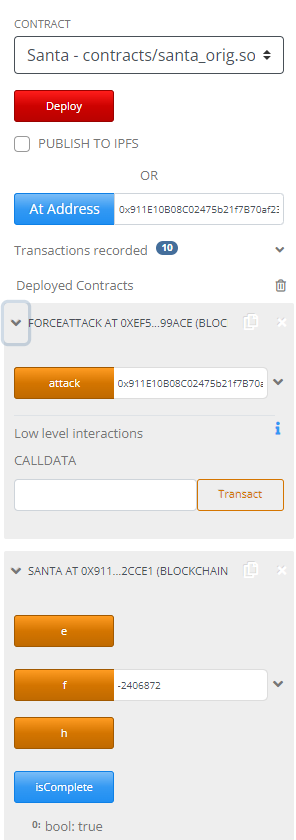 CONTRACT
Santa - contracts/santa_orig.so
Deploy
PUBLISH TO IPFS
OR
At Address 0x911E10B08C02475b21f7B70af23
Transactions recorded 10
Deployed Contracts
FORCEATTACK AT 0XEF5...99ACE (BLOC
attack 0x911E10B08C02475b21f7B70a
Low level interactions
CALLDATA
Transact
SANTA AT 0X911...2CCE1 (BLOCKCHAIN
e
f -2406872
h
isComplete
0: bool: true